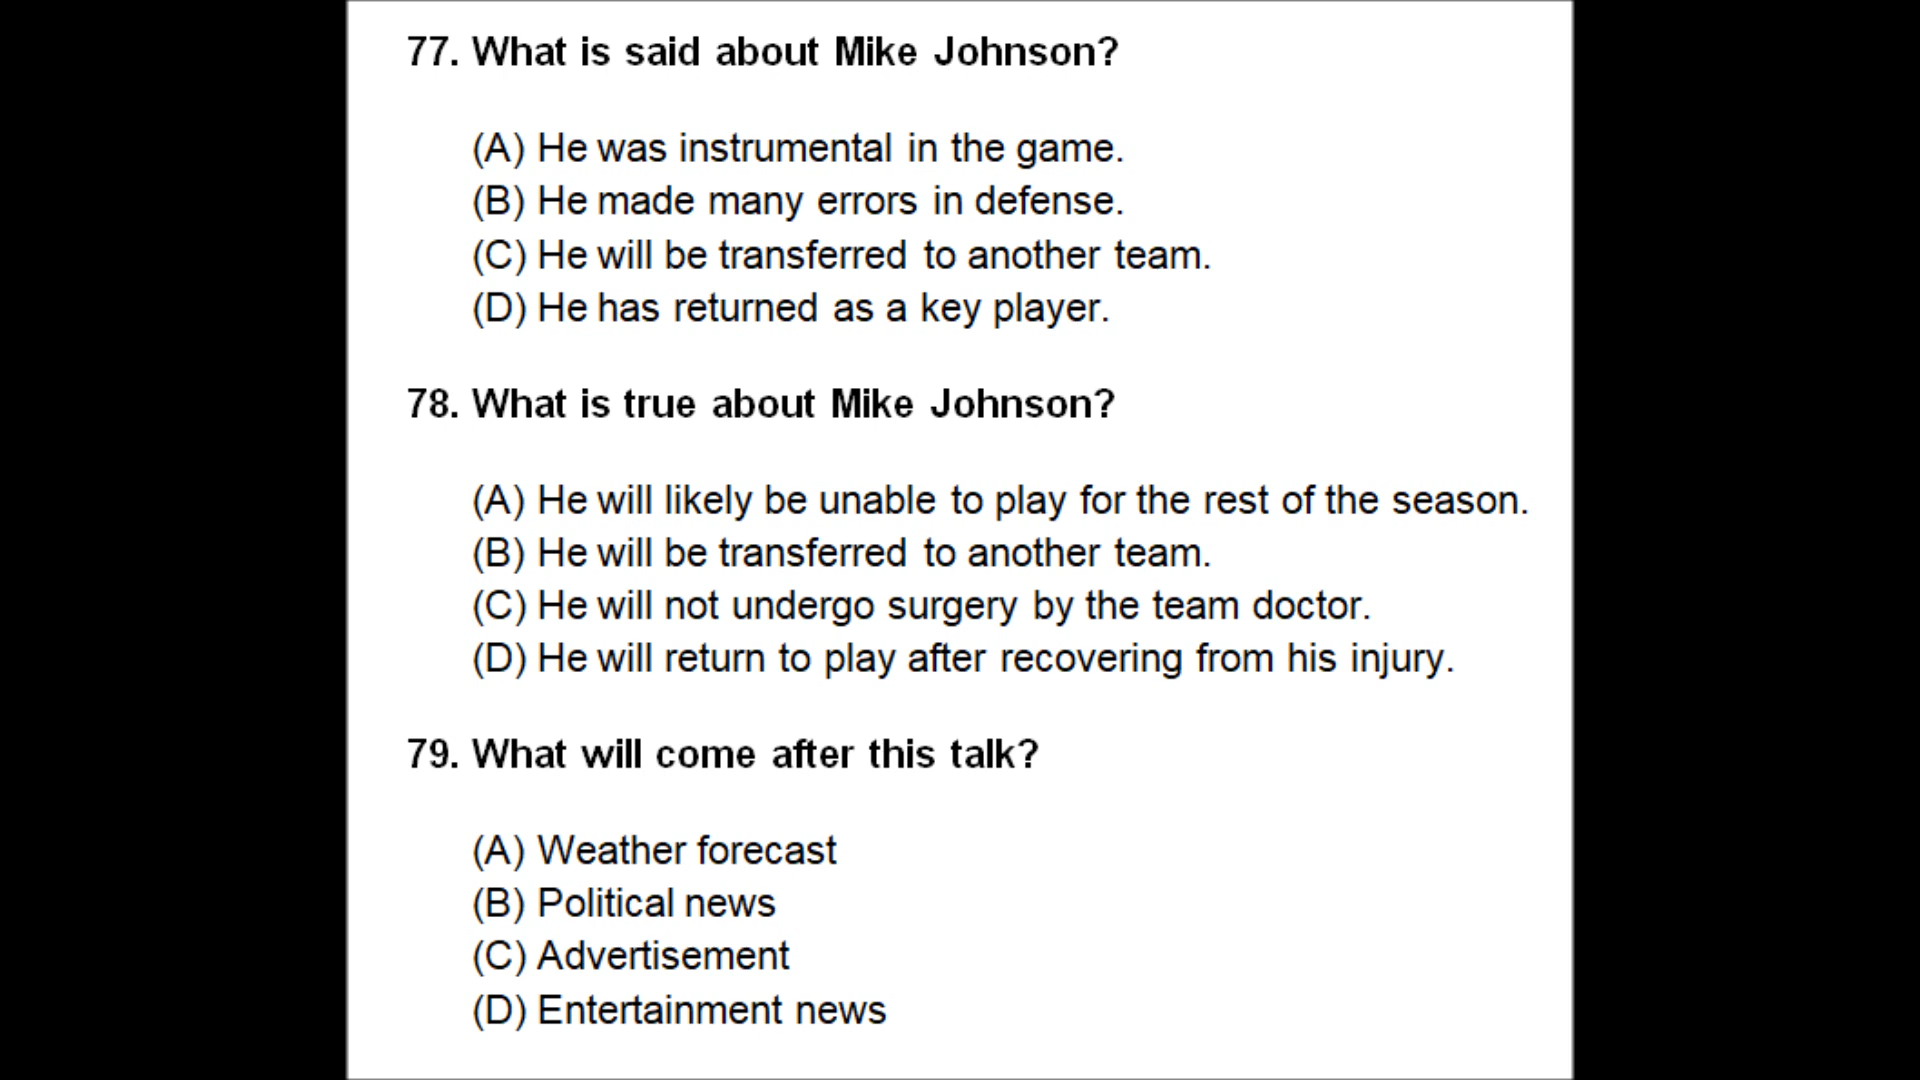 77. What is said about Mike Johnson?
(A) He was instrumental in the game.
(B) He made many errors in defense.
(C) He will be transferred to another team.
(D) He has returned as a key player.
78. What is true about Mike Johnson?
(A) He will likely be unable to play for the rest of the season.
(B) He will be transferred to another team.
(C) He will not undergo surgery by the team doctor.
(D) He will return to play after recovering from his injury.
79. What will come after this talk?
(A) Weather forecast
(B) Political news
(C) Advertisement
(D) Entertainment news